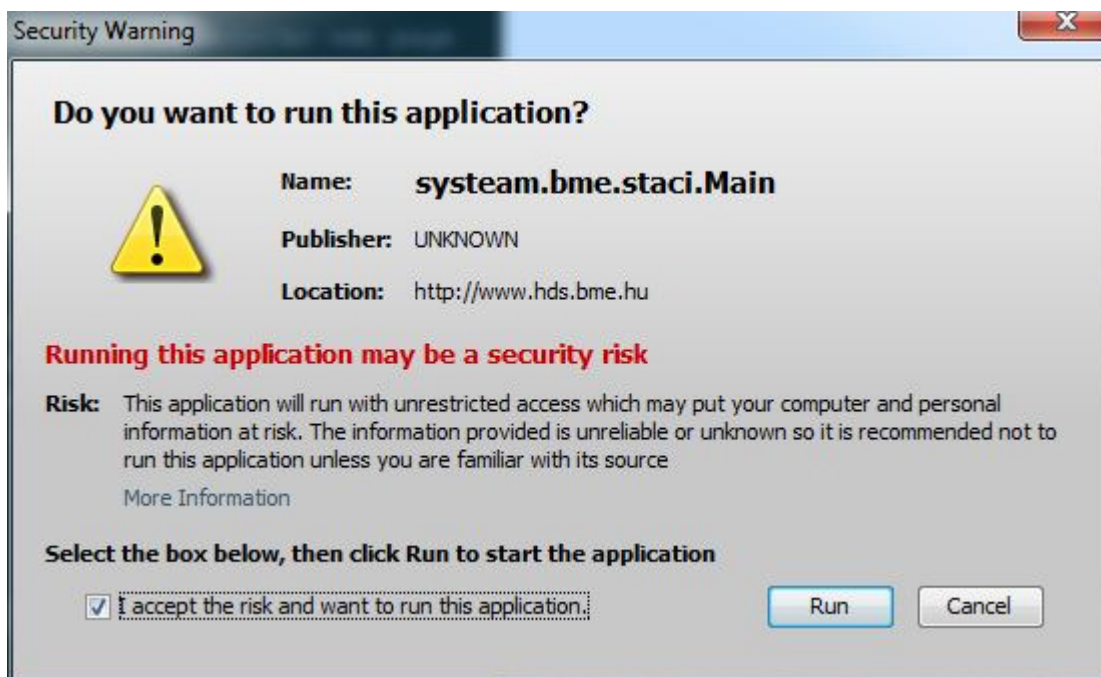 Security Warning
Do you want to run this application?
Name: systeam.bme.staci.Main
Publisher: UNKNOWN
Location: http://www.hds.bme.hu
Running this application may be a security risk
Risk: This application will run with unrestricted access which may put your computer and personal
information at risk. The information provided is unreliable or unknown so it is recommended not to
run this application unless you are familiar with its source
More Information
Select the box below, then click Run to start the application
I accept the risk and want to run this application.
Run Cancel